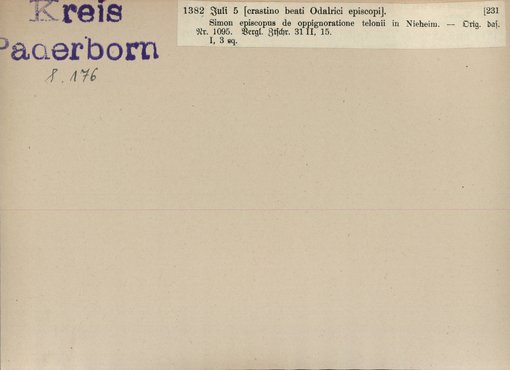 Kreis
Paderborn
S. 176
1382 Juli 5 [crastino beati Odalrici episcopi]. [231
Simon episcopus de oppignoratione telonii in Nieheim. — Orig. das.
Nr. 1095. Vergl. Ztschr. 31 II, 15.
I, 3 sq.